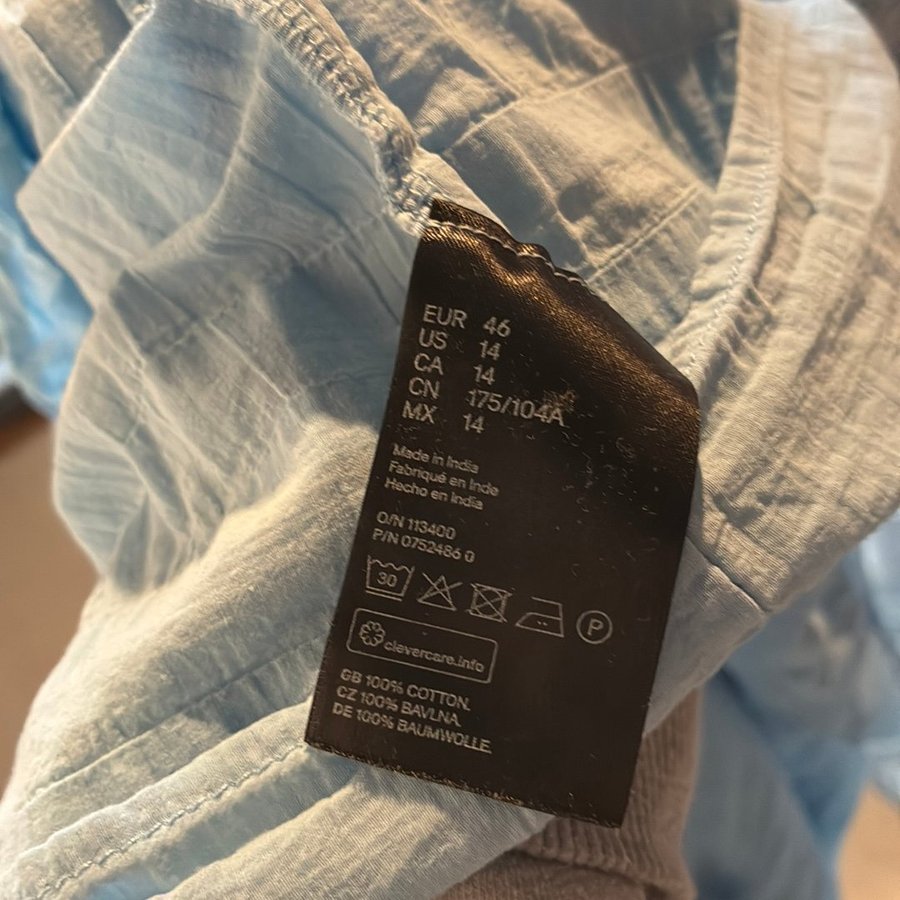 EUR 46
US 14
CA 14
CN 175/104A
MX 14
Made in India
Fabriqué en Inde
Hecho en India
O/N 113400
P/N 0752486 0
30 P
clevercare.info
GB 100% COTTON.
CZ 100% BAVLNA.
DE 100% BAUMWOLLE.